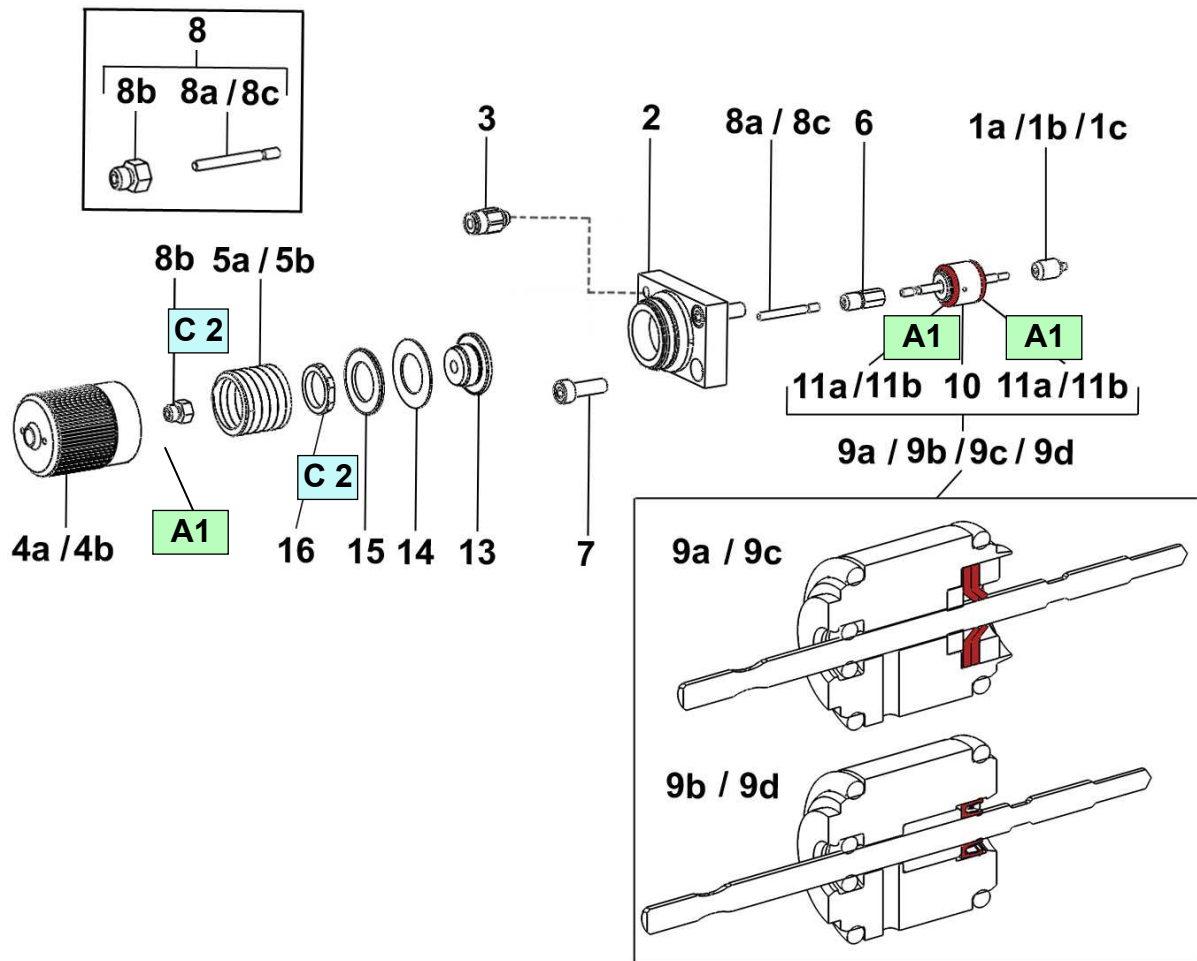 8
8b 8a / 8c
3 2 8a / 8c 6 1a / 1b / 1c
8b 5a / 5b
C 2
A1 A1
11a / 11b 10 11a / 11b
9a / 9b / 9c / 9d
C 2
A1
4a / 4b 16 15 14 13 7
9a / 9c
9b / 9d